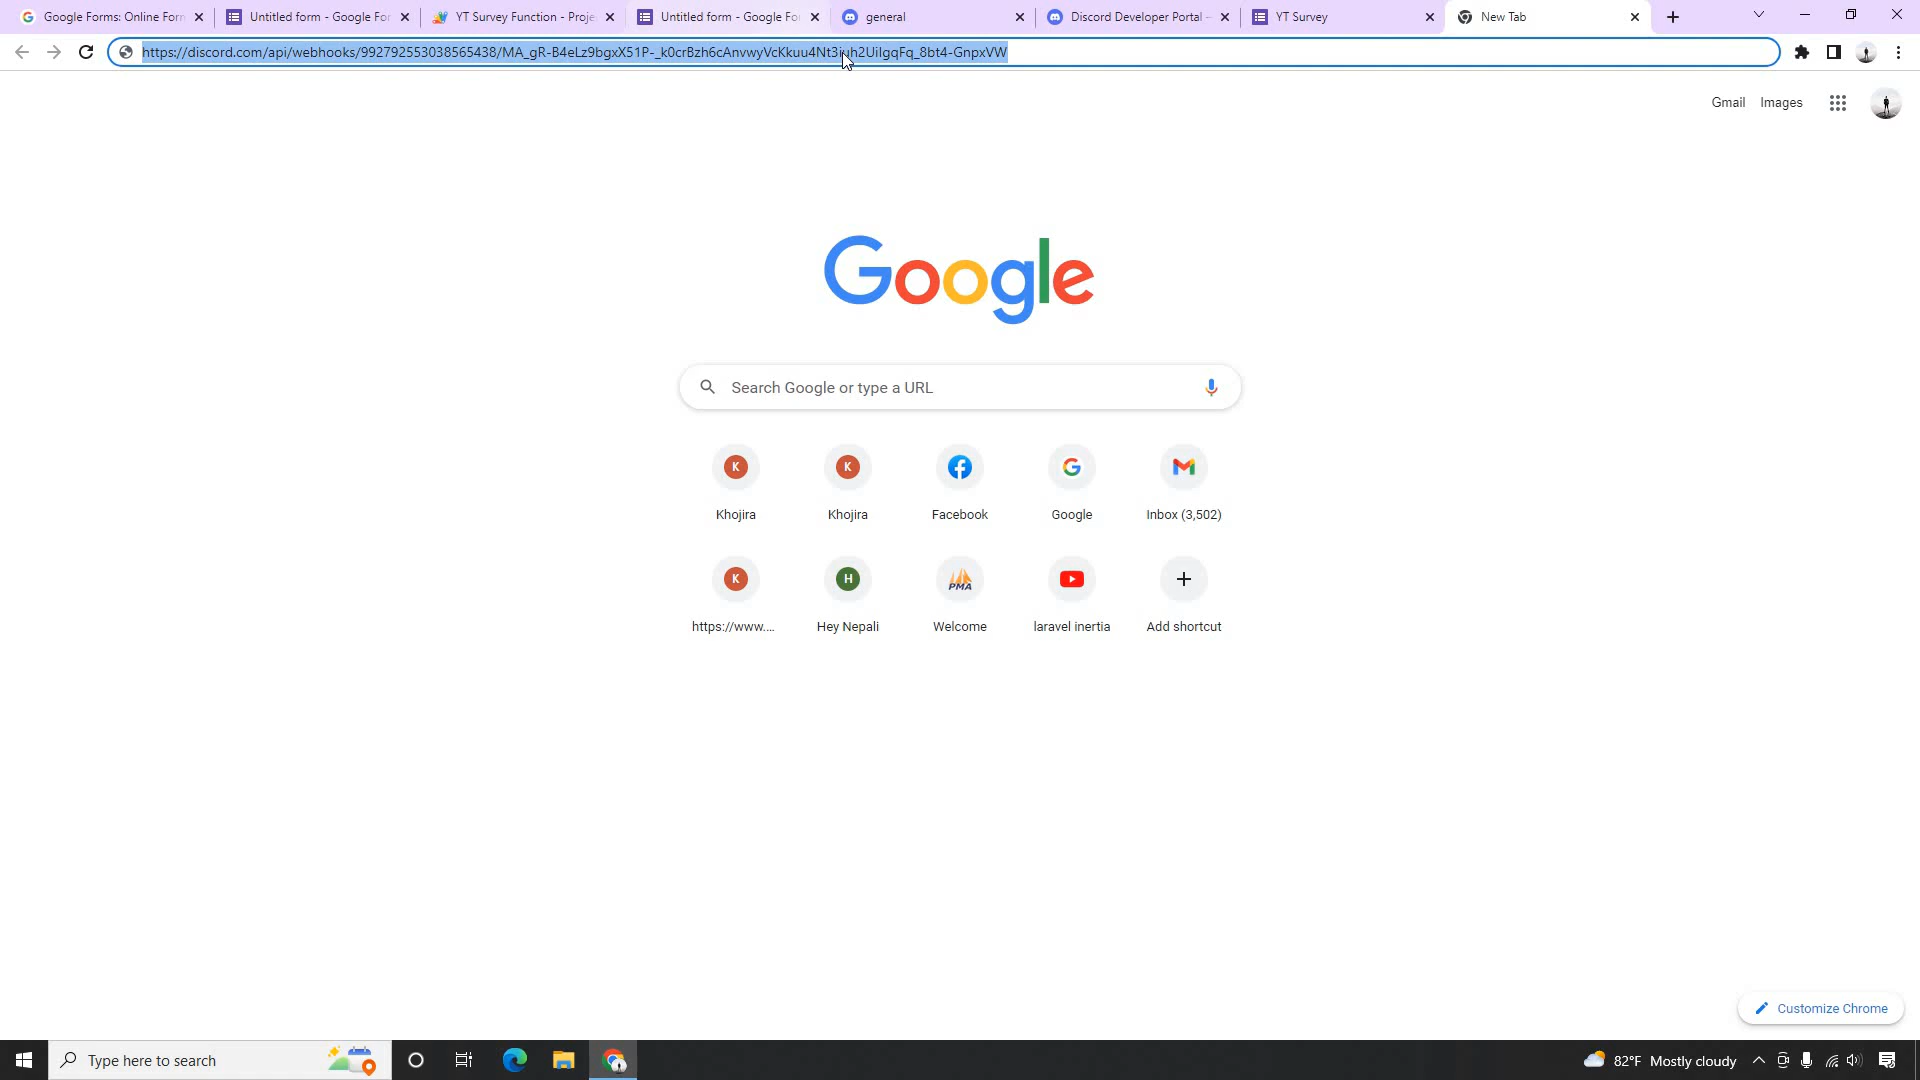 Google Forms: Online Form
Untitled form - Google For
YT Survey Function - Proje
Untitled form - Google For
general
Discord Developer Portal -
YT Survey
New Tab
https://discord.com/api/webhooks/992792553038565438/MA_gR-B4eLz9bgxX51P-_k0crBzh6cAnvwyVcKkuu4Nt3iuh2UiIgqFq_8bt4-GnpxVW
Gmail Images
Google
Search Google or type a URL
K K
Khojira Khojira Facebook Google Inbox (3,502)
K H PMA
https://www.... Hey Nepali Welcome laravel inertia Add shortcut
Customize Chrome
Type here to search
82°F Mostly cloudy